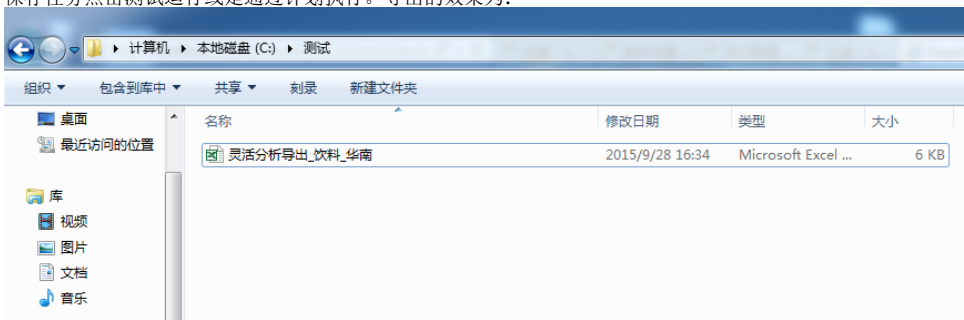 计算机 本地磁盘 (C:) 测试
组织 包含到库中 共享 刻录 新建文件夹
桌面
最近访问的位置
库
视频
图片
文档
音乐
名称 修改日期 类型 大小
灵活分析导出_饮料_华南 2015/9/28 16:34 Microsoft Excel ... 6 KB